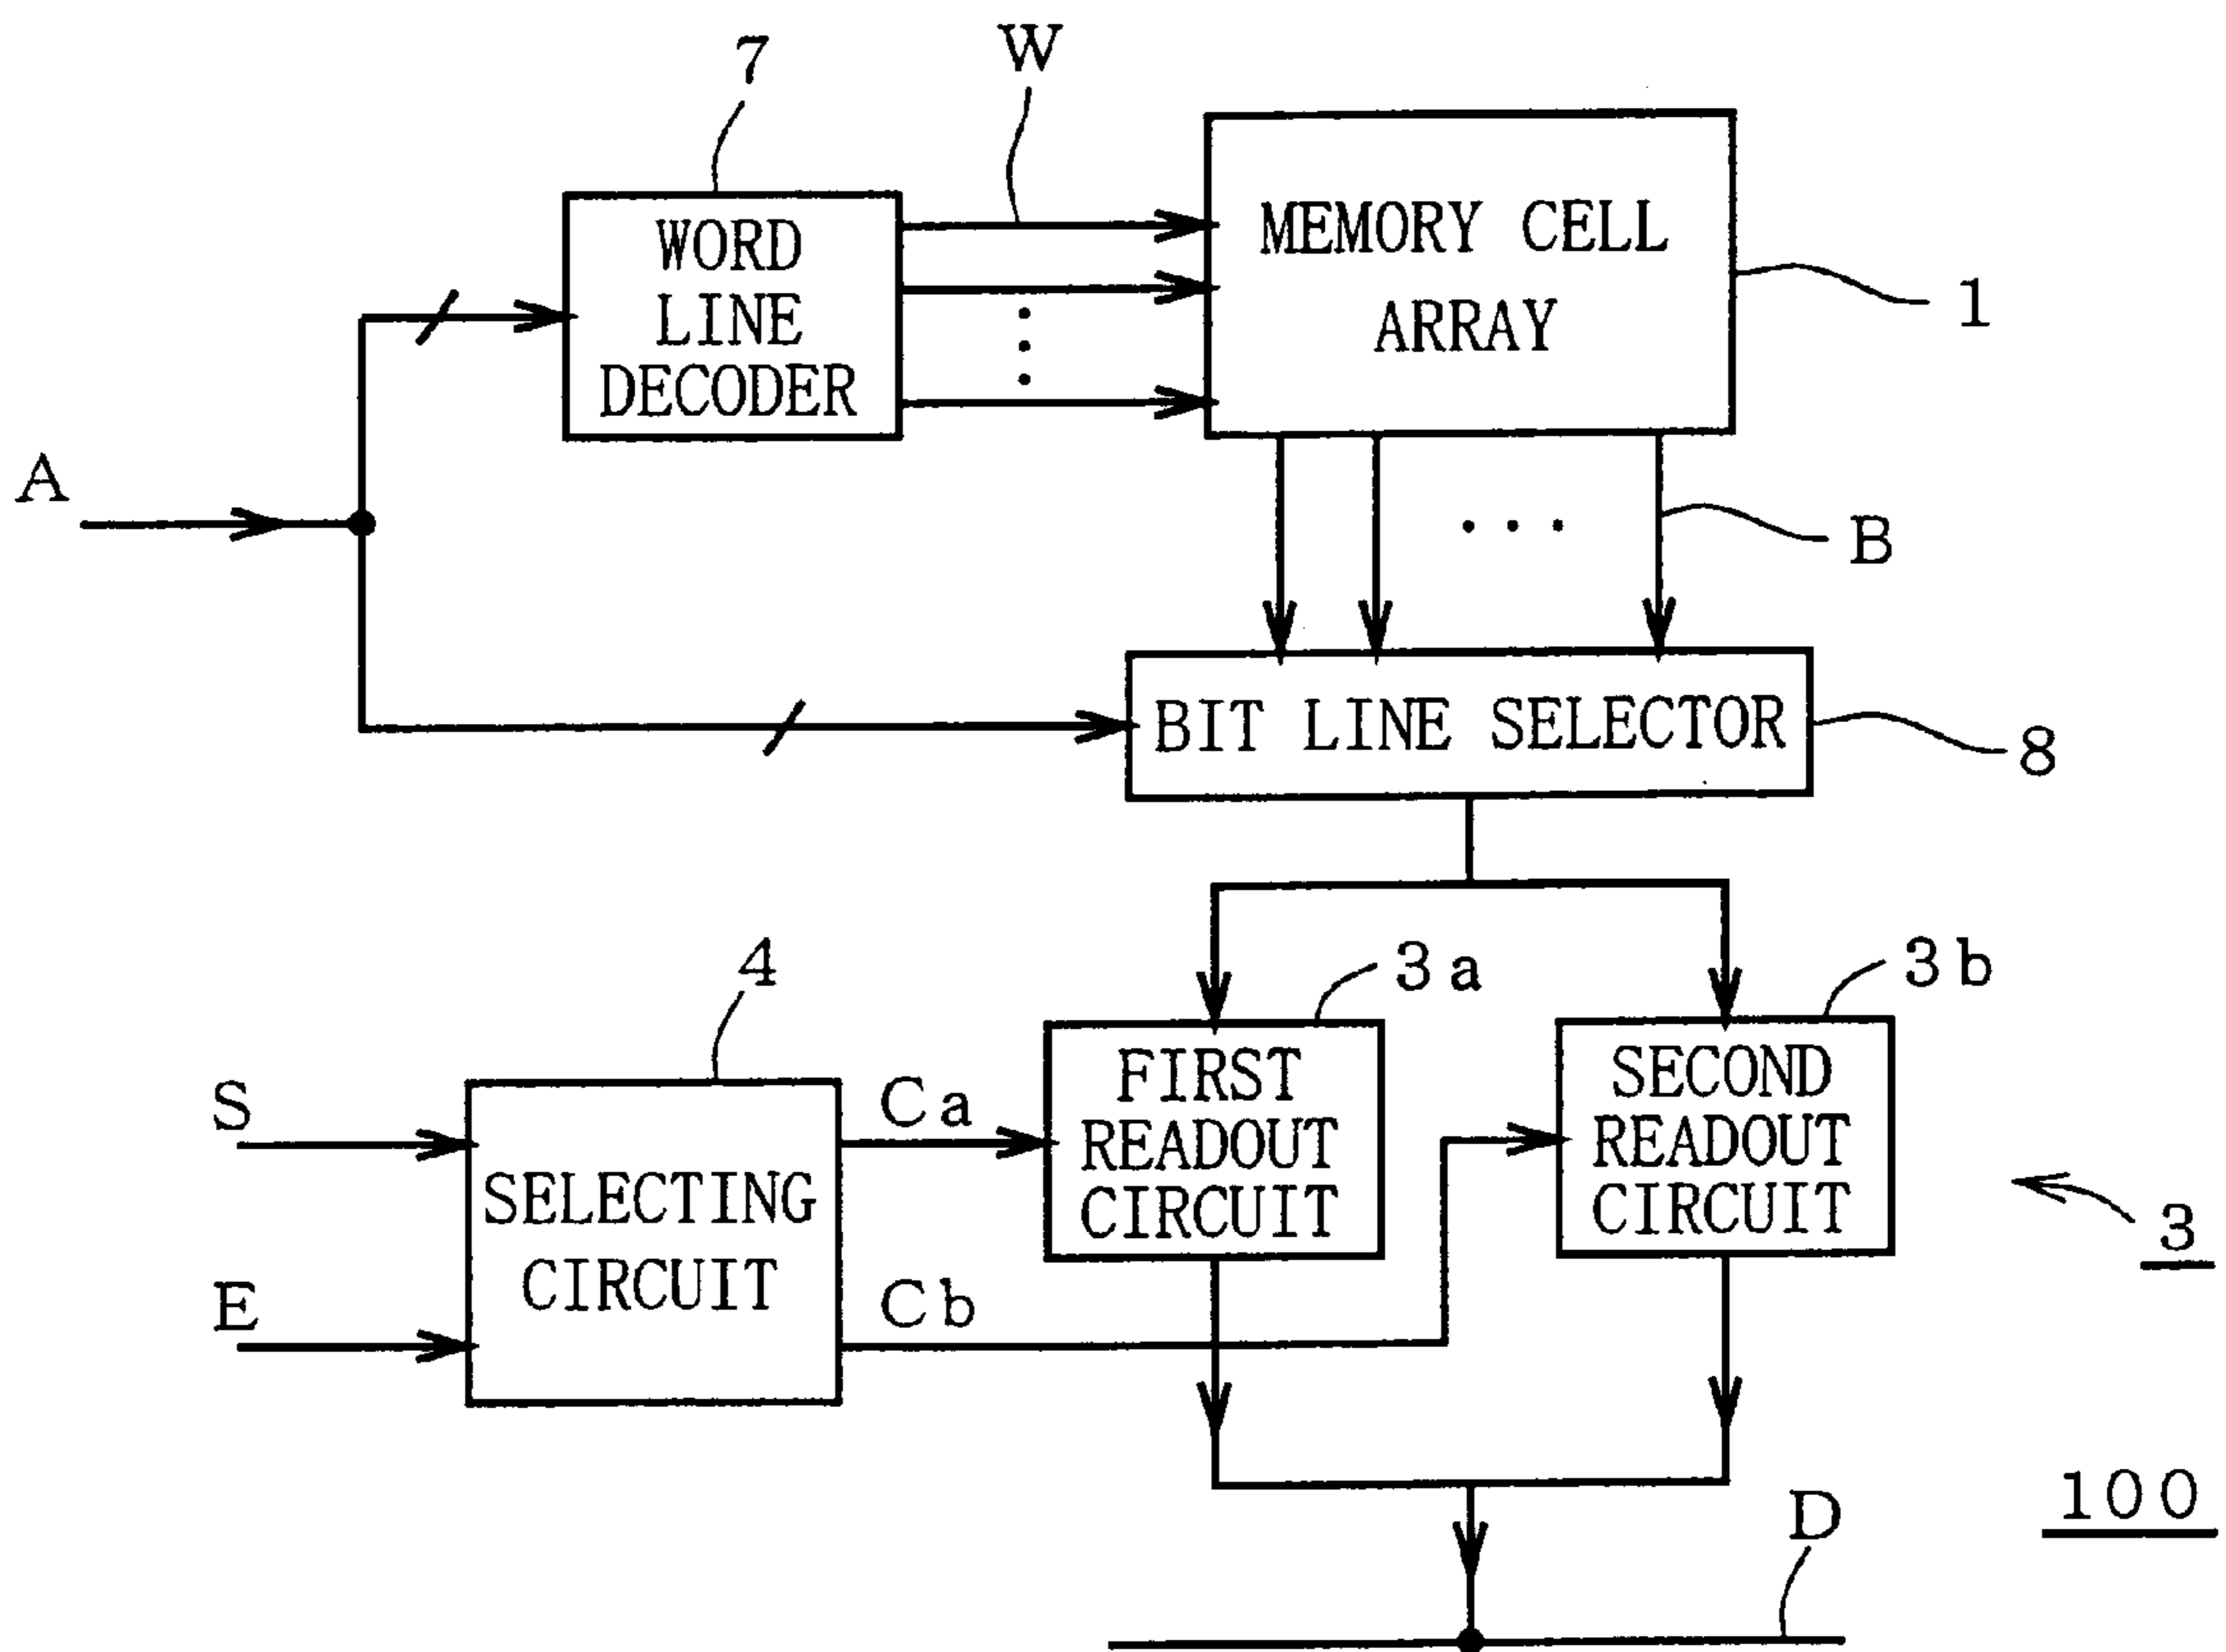 7
W
WORD
LINE
DECODER
MEMORY CELL
ARRAY
1
A
B
BIT LINE SELECTOR
8
4
3a
3b
S
E
SELECTING
CIRCUIT
Ca
Cb
FIRST
READOUT
CIRCUIT
SECOND
READOUT
CIRCUIT
3
100
D